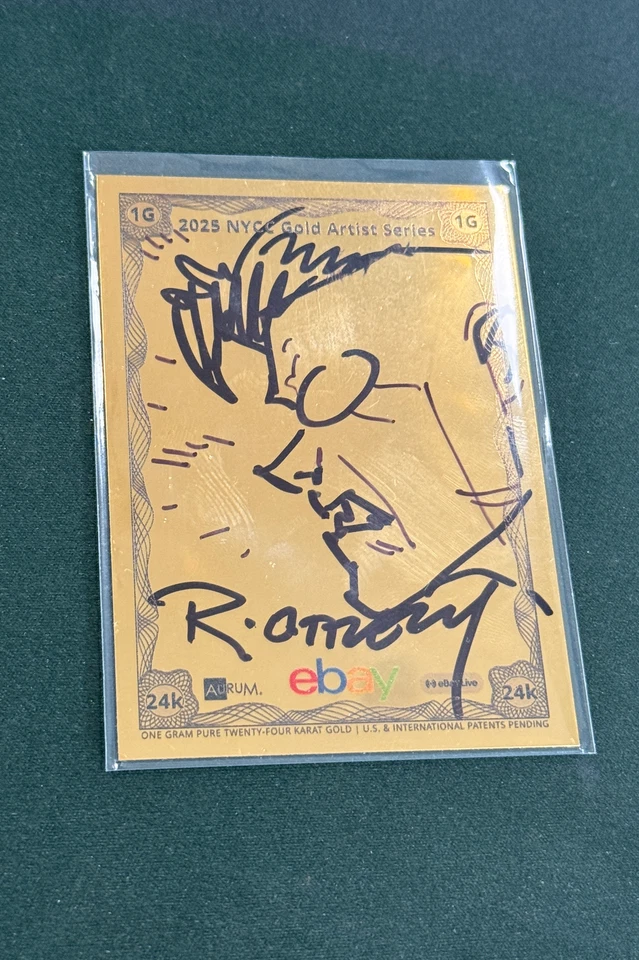 1G 2025 NYCC Gold Artist Series 1G
R. Ottley
24k AURUM. ebay eBay Live 24k
ONE GRAM PURE TWENTY-FOUR KARAT GOLD | U.S. & INTERNATIONAL PATENTS PENDING